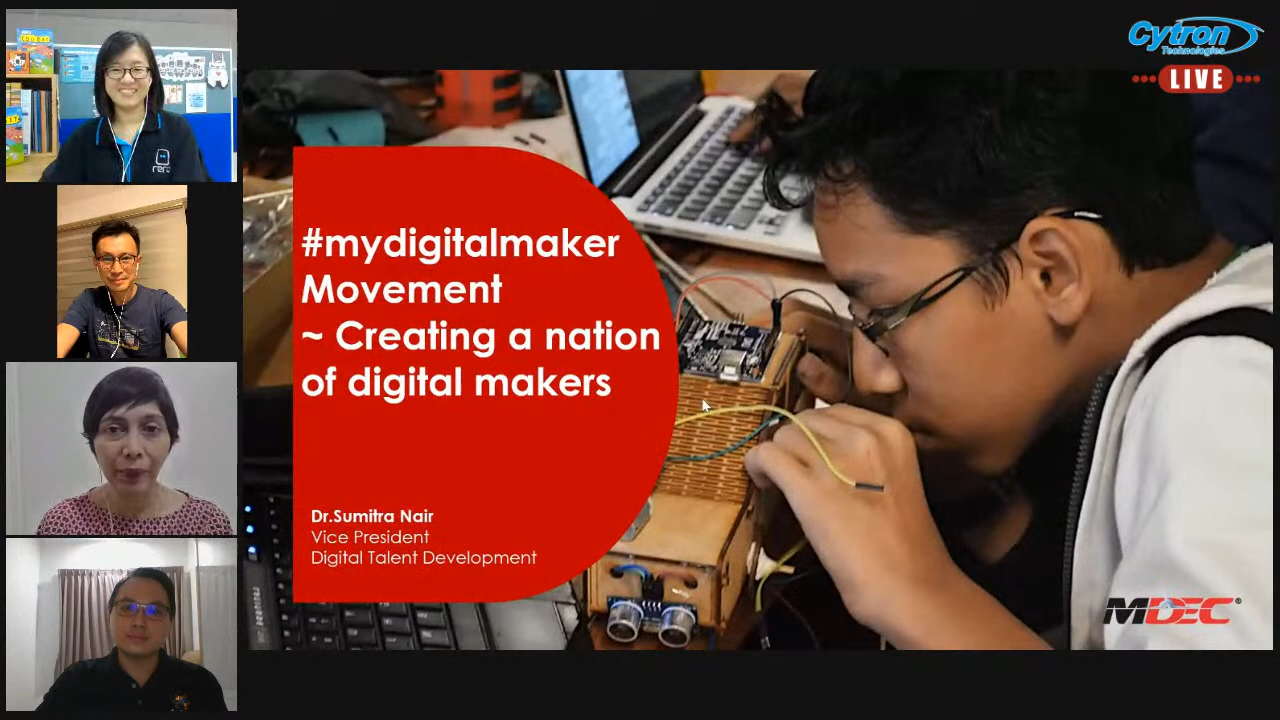 Cytron
Technologies
LIVE
#mydigitalmaker
Movement
~ Creating a nation
of digital makers
Dr.Sumitra Nair
Vice President
Digital Talent Development
MDEC®
rero